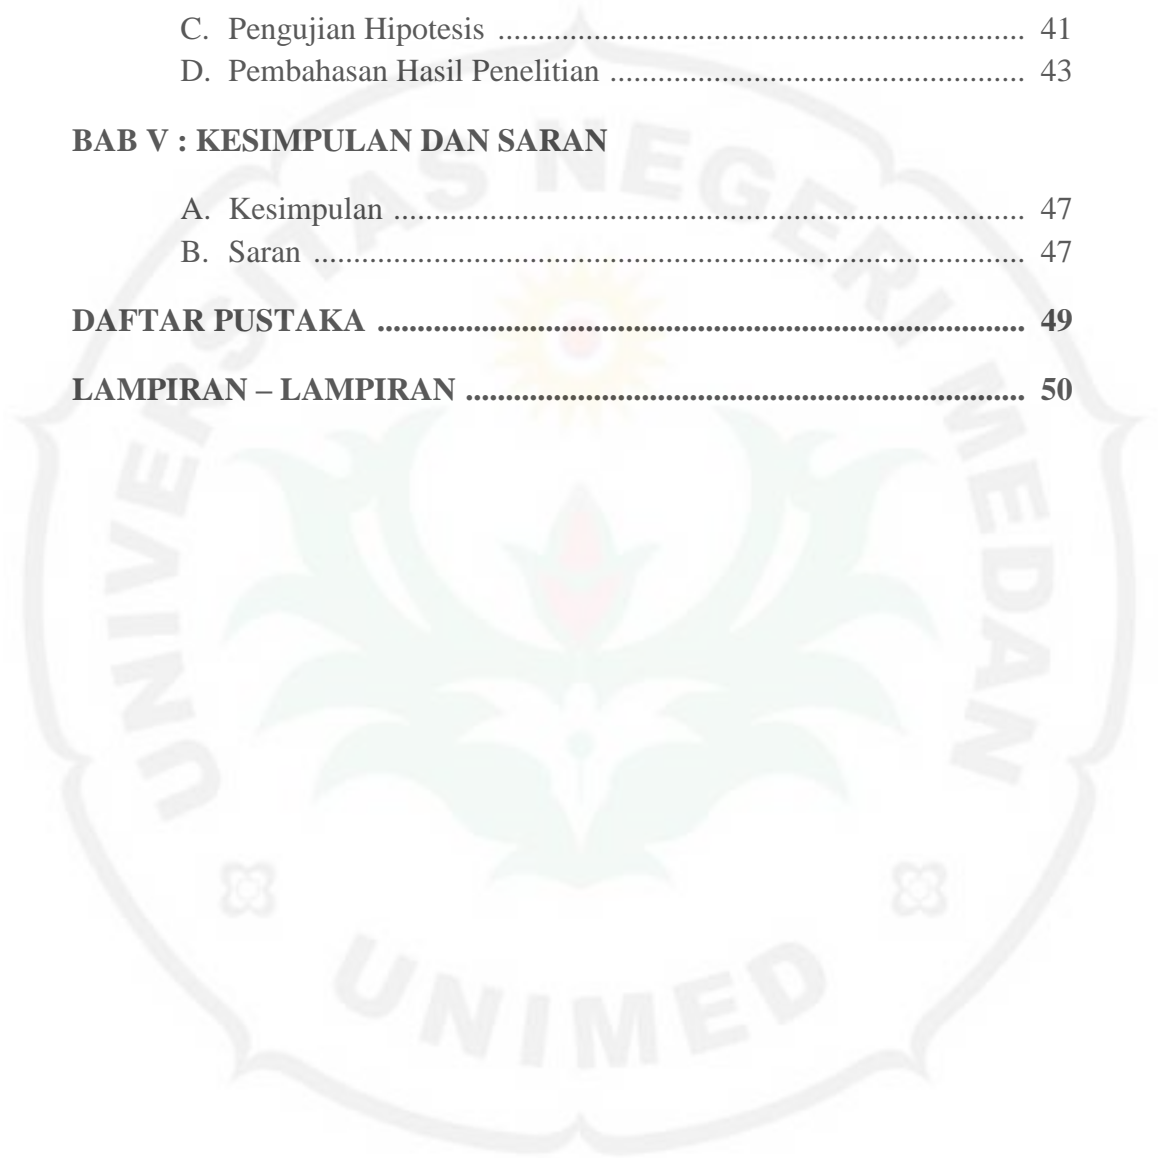 C. Pengujian Hipotesis .................................................................. 41
D. Pembahasan Hasil Penelitian .................................................... 43
BAB V : KESIMPULAN DAN SARAN
A. Kesimpulan ............................................................................... 47
B. Saran ......................................................................................... 47
DAFTAR PUSTAKA ................................................................................. 49
LAMPIRAN – LAMPIRAN ...................................................................... 50
UNIVERSITAS NEGERI MEDAN
UNIMED